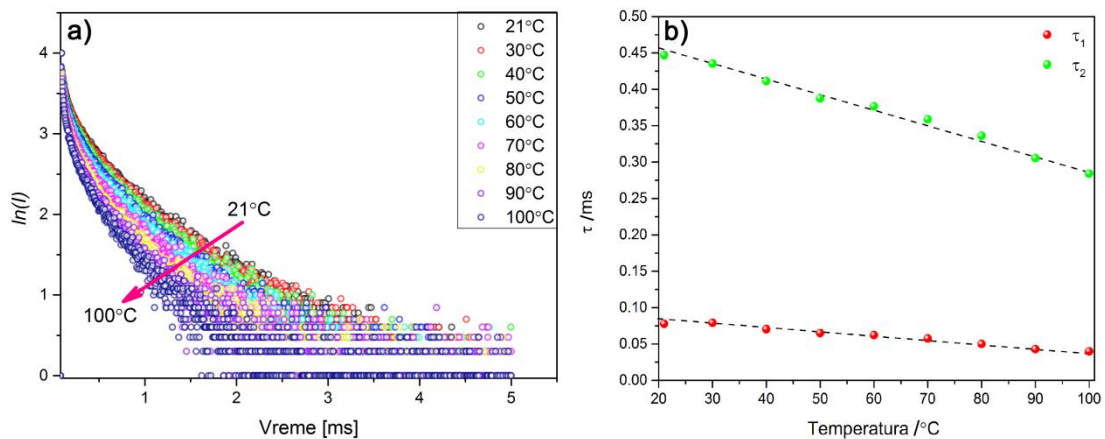 a)
21°C
30°C
40°C
50°C
60°C
70°C
80°C
90°C
100°C
4
3
2
1
0
ln(I)
21°C
100°C
1 2 3 4 5
Vreme [ms]
b)
τ₁
τ₂
0.50
0.45
0.40
0.35
0.30
0.25
0.20
0.15
0.10
0.05
0.00
τ /ms
20 30 40 50 60 70 80 90 100
Temperatura /°C